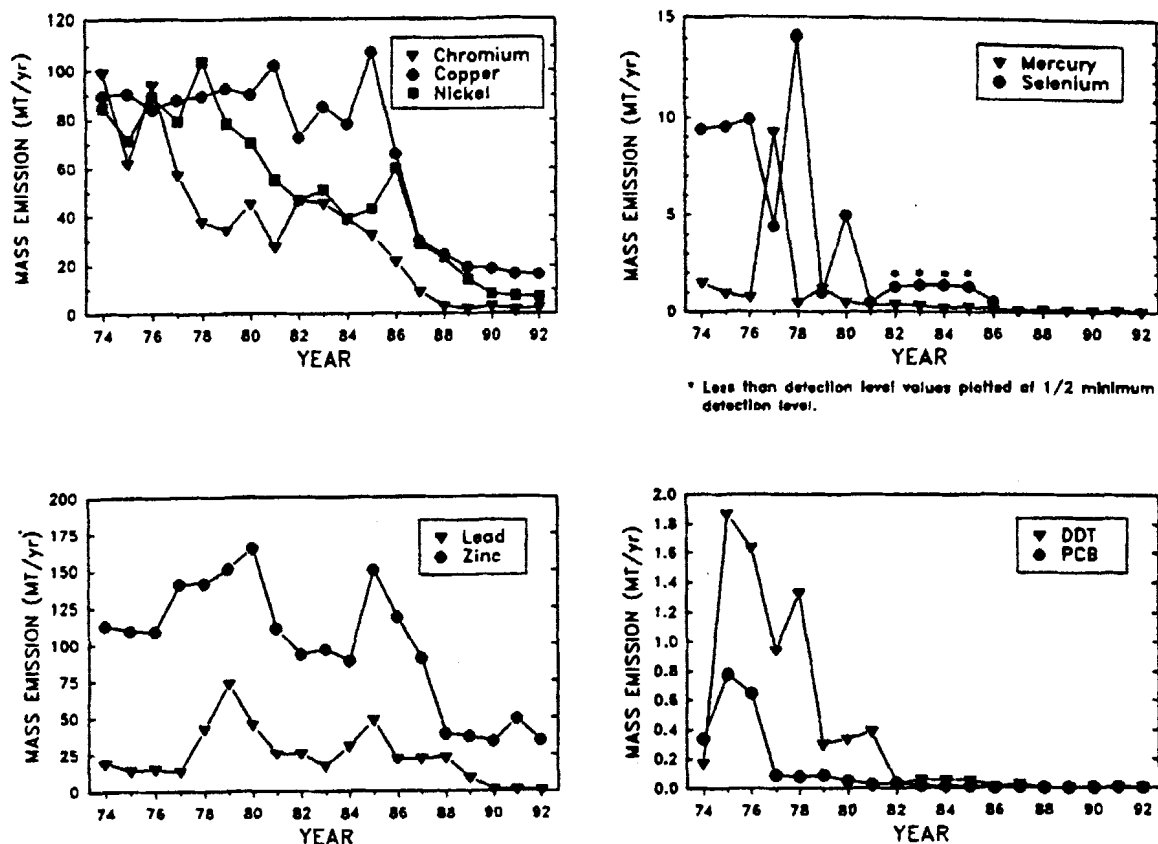 MASS EMISSION (MT/yr)
120
100
80
60
40
20
0
Chromium
Copper
Nickel
74 76 78 80 82 84 86 88 90 92
YEAR
MASS EMISSION (MT/yr)
15
10
5
0
Mercury
Selenium
* * * *
74 76 78 80 82 84 86 88 90 92
YEAR
* Less than detection level values plotted at 1/2 minimum
detection level.
MASS EMISSION (MT/yr)
200
175
150
125
100
75
50
25
0
Lead
Zinc
74 76 78 80 82 84 86 88 90 92
YEAR
MASS EMISSION (MT/yr)
2.0
1.8
1.6
1.4
1.2
1.0
0.8
0.6
0.4
0.2
0.0
DDT
PCB
74 76 78 80 82 84 86 88 90 92
YEAR